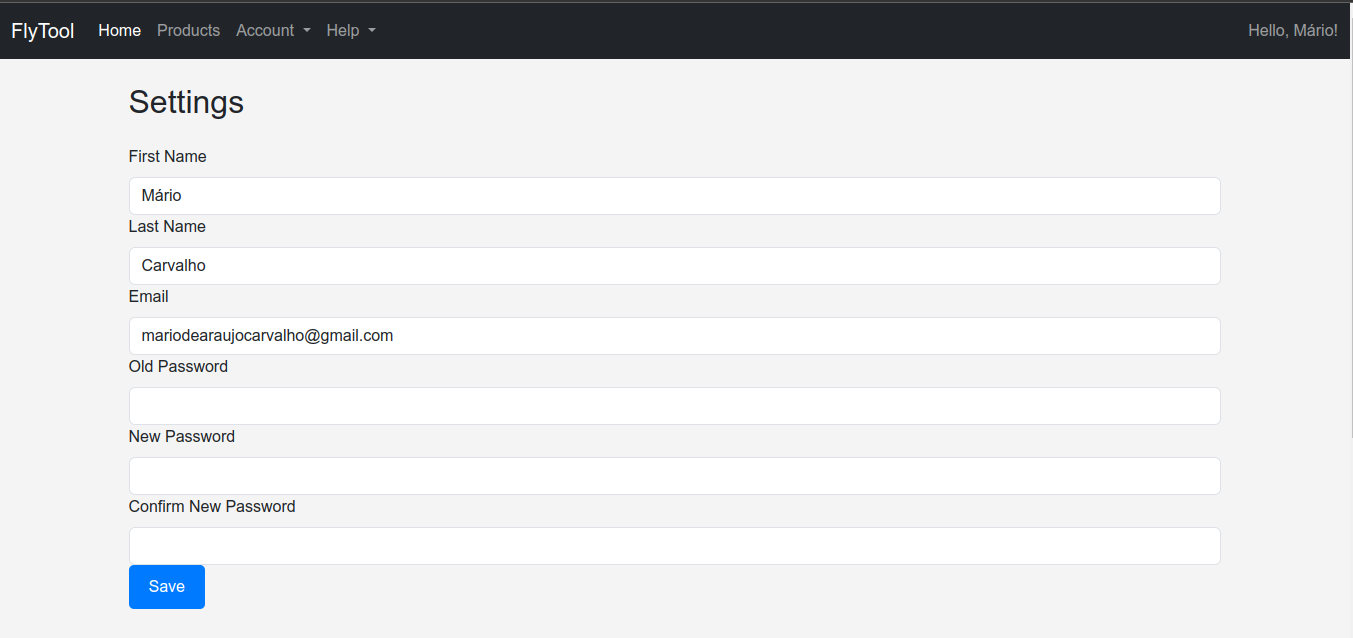 FlyTool Home Products Account Help Hello, Mário!
Settings
First Name
Mário
Last Name
Carvalho
Email
mariodearaujocarvalho@gmail.com
Old Password
New Password
Confirm New Password
Save